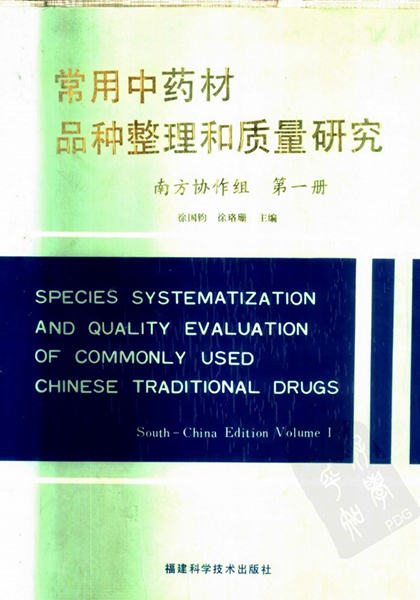 常用中药材
品种整理和质量研究
南方协作组 第一册
徐国钧 徐珞珊 主编
SPECIES SYSTEMATIZATION
AND QUALITY EVALUATION
OF COMMONLY USED
CHINESE TRADITIONAL DRUGS
South-China Edition Volume I
PDG
福建科学技术出版社